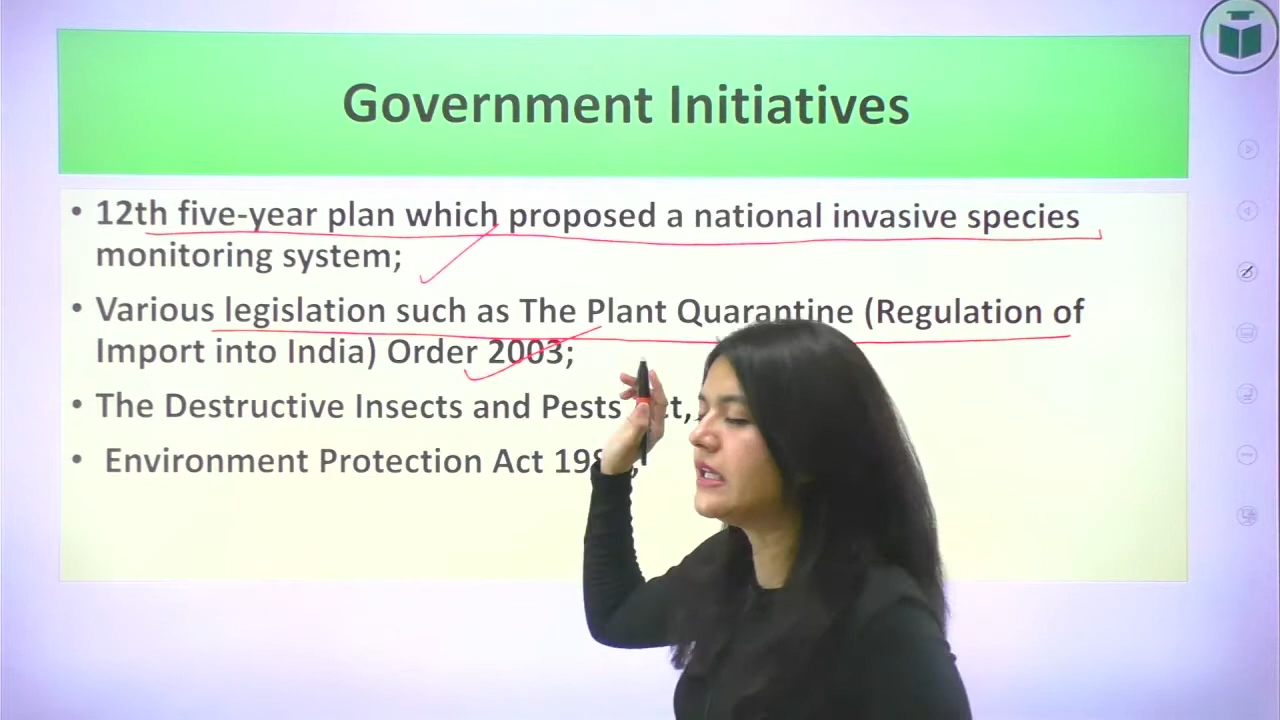 Government Initiatives
• 12th five-year plan which proposed a national invasive species
monitoring system;
• Various legislation such as The Plant Quarantine (Regulation of
Import into India) Order 2003;
• The Destructive Insects and Pests
• Environment Protection Act